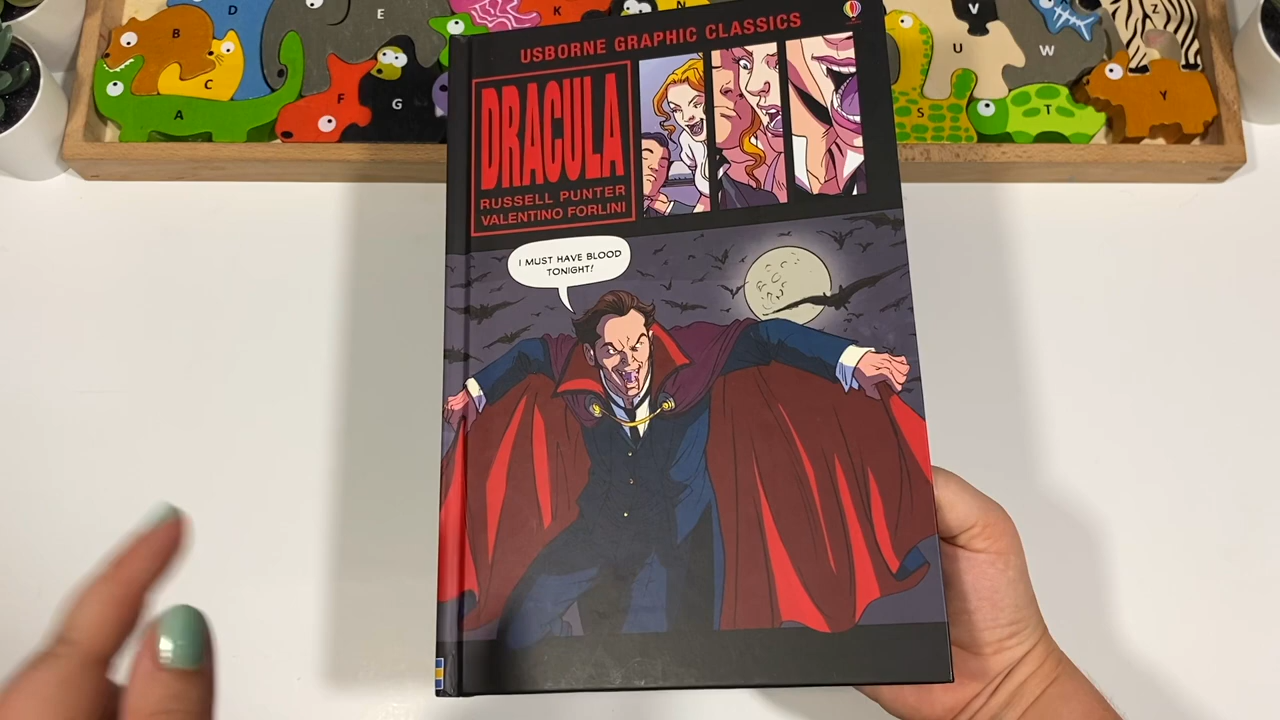 D
E
K
N
V
Z
B
C
A
F
G
U
W
S
T
Y
USBORNE GRAPHIC CLASSICS
DRACULA
RUSSELL PUNTER
VALENTINO FORLINI
I MUST HAVE BLOOD
TONIGHT!